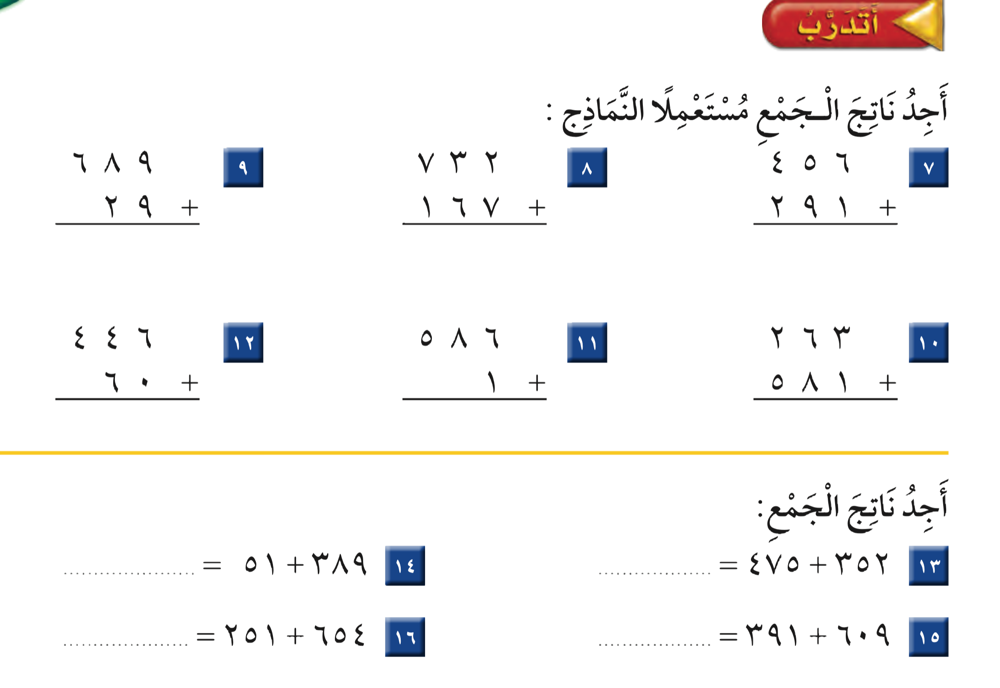 أَتَدَرَّبُ
أَجِدُ نَاتِجَ الْجَمْعِ مُسْتَعْمِلًا النَّمَاذِجِ :
٧ ٤٥٦ ٨ ٧٣٢ ٩ ٦٨٩
+ ٢٩١ + ١٦٧ + ٢٩
١٠ ٢٦٣ ١١ ٥٨٦ ١٢ ٤٤٦
+ ٥٨١ + ١ + ٦٠
أَجِدُ نَاتِجَ الْجَمْعِ:
١٣ ٣٥٢ + ٤٧٥ = .................. ١٤ ٣٨٩ + ٥١ = ..................
١٥ ٦٠٩ + ٣٩١ = .................. ١٦ ٦٥٤ + ٢٥١ = ..................